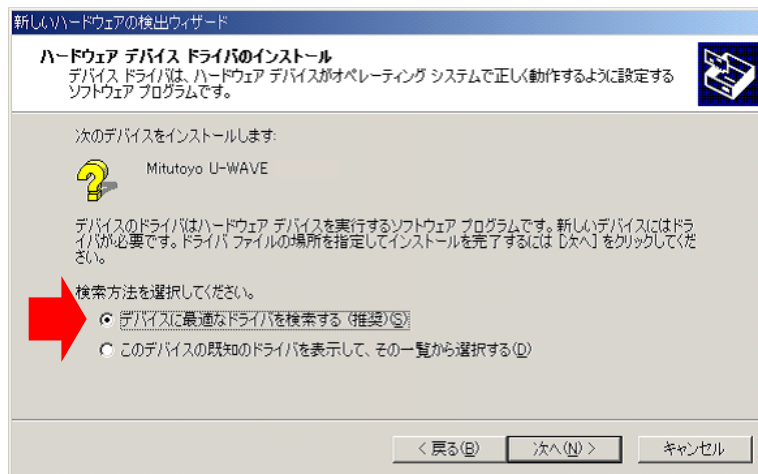 新しいハードウェアの検出ウィザード
ハードウェア デバイス ドライバのインストール
デバイス ドライバは、ハードウェア デバイスがオペレーティング システムで正しく動作するように設定する
ソフトウェア プログラムです。
次のデバイスをインストールします:
Mitutoyo U-WAVE
デバイスのドライバはハードウェア デバイスを実行するソフトウェア プログラムです。新しいデバイスにはドラ
イバが必要です。ドライバ ファイルの場所を指定してインストールを完了するには [次へ] をクリックしてくだ
さい。
検索方法を選択してください。
デバイスに最適なドライバを検索する (推奨)(S)
このデバイスの既知のドライバを表示して、その一覧から選択する(D)
< 戻る(B)
次へ(N) >
キャンセル